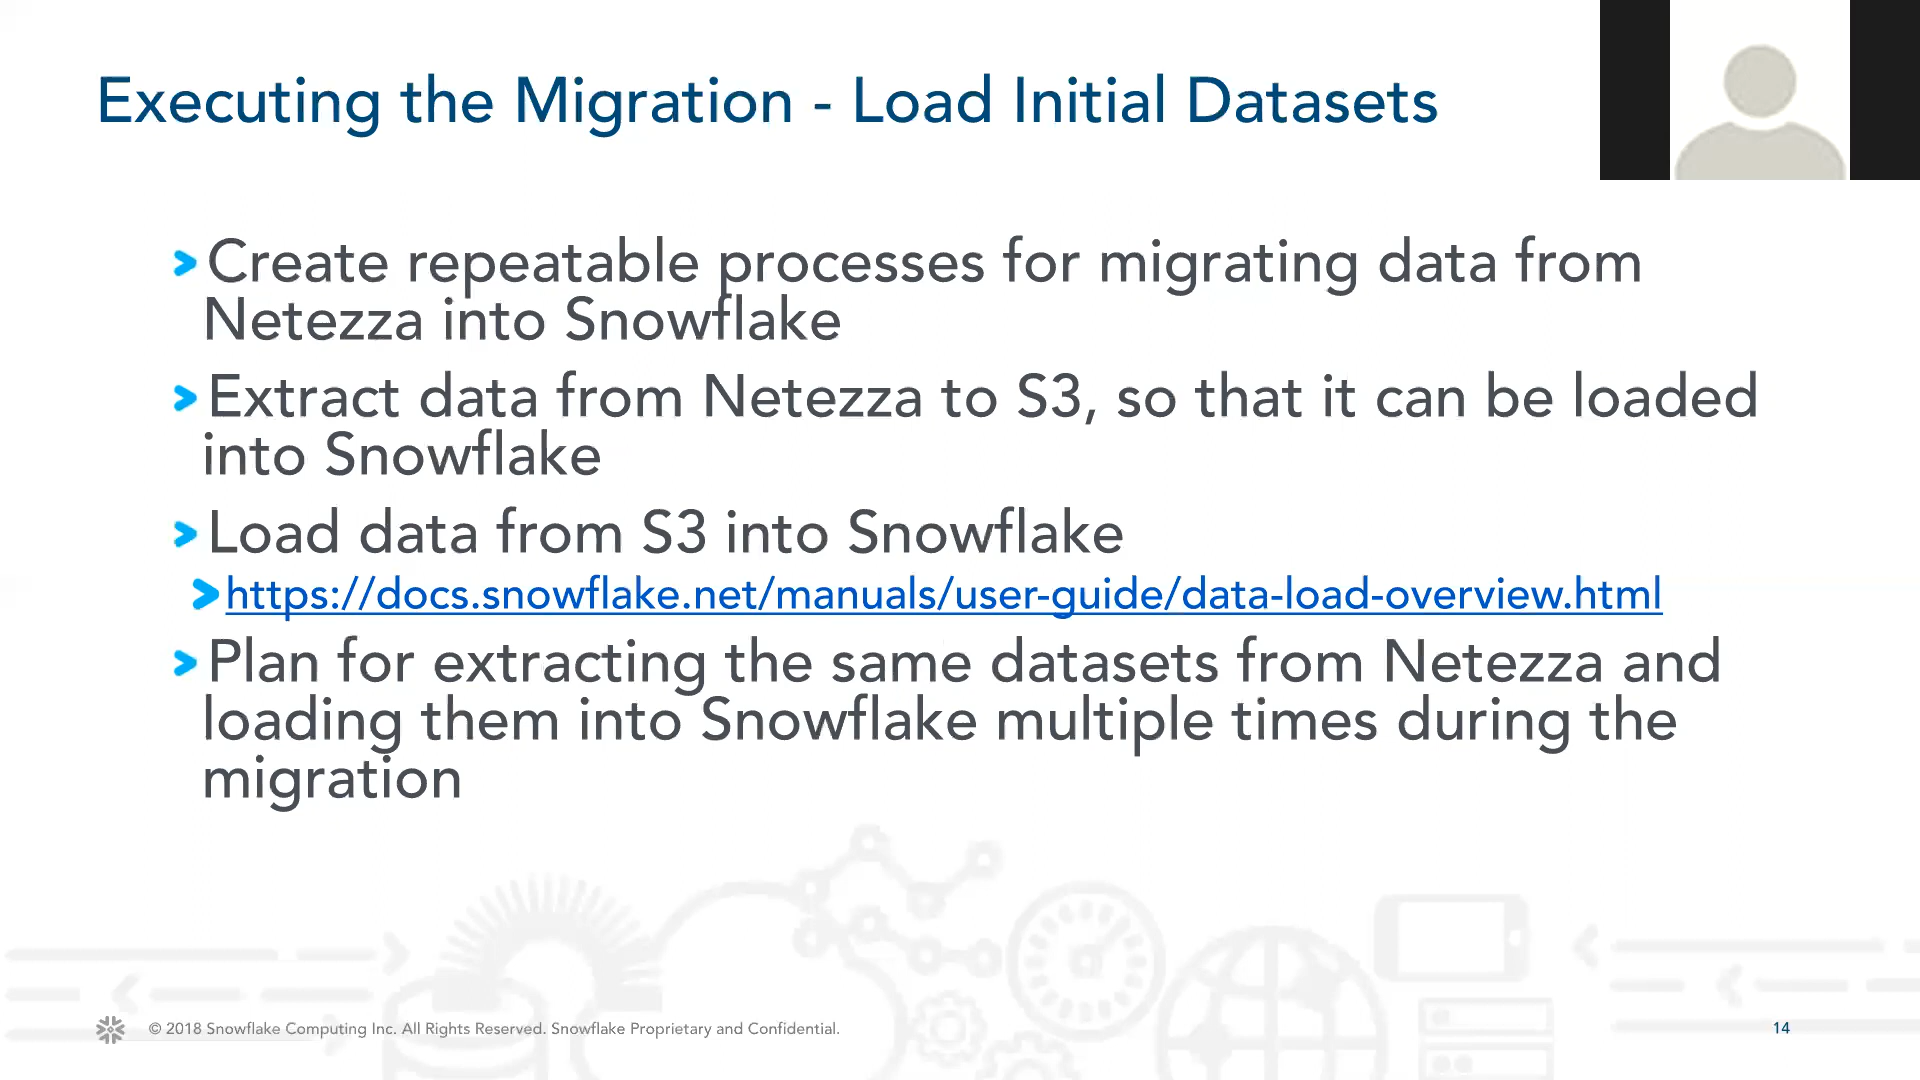 Executing the Migration - Load Initial Datasets
Create repeatable processes for migrating data from
Netezza into Snowflake
Extract data from Netezza to S3, so that it can be loaded
into Snowflake
Load data from S3 into Snowflake
https://docs.snowflake.net/manuals/user-guide/data-load-overview.html
Plan for extracting the same datasets from Netezza and
loading them into Snowflake multiple times during the
migration
© 2018 Snowflake Computing Inc. All Rights Reserved. Snowflake Proprietary and Confidential.
14